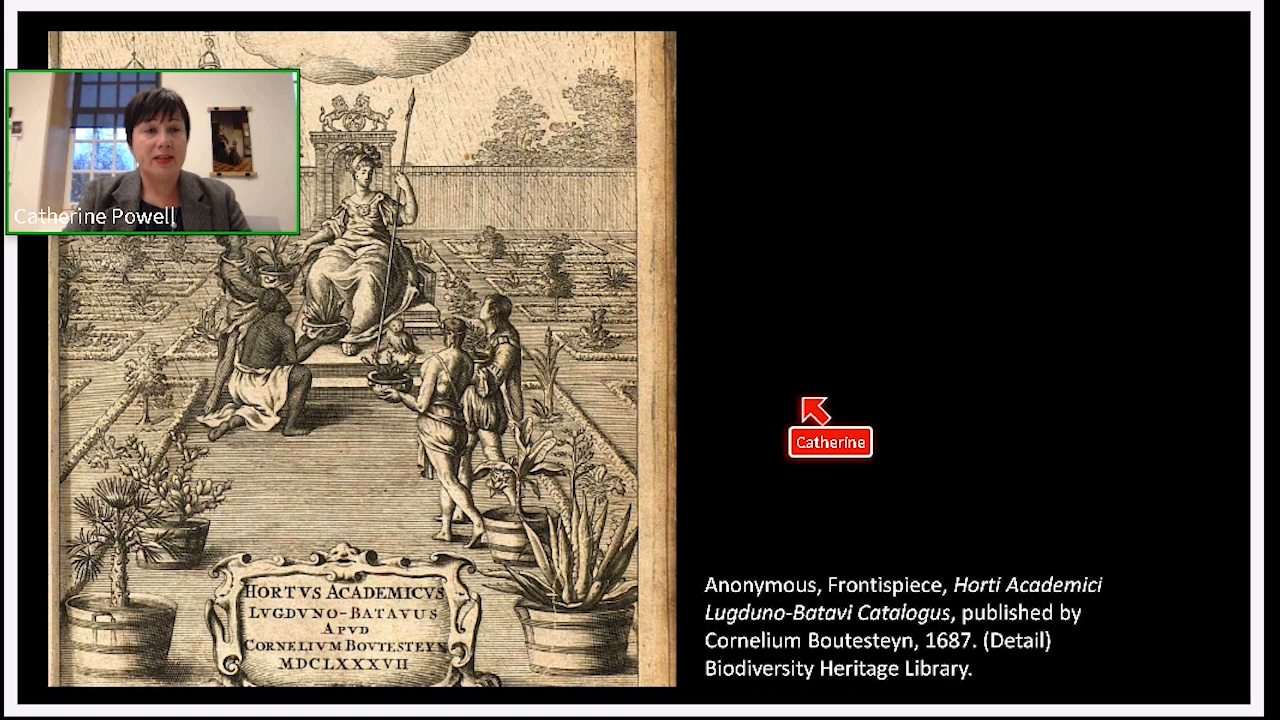 Catherine Powell
HORTVS ACADEMICVS
LVGDVNO-BATAVUS
APVD
CORNELIVM BOVTESTEYN
MDCLXXXVII
Catherine
Anonymous, Frontispiece, Horti Academici
Lugduno-Batavi Catalogus, published by
Cornelium Boutesteyn, 1687. (Detail)
Biodiversity Heritage Library.